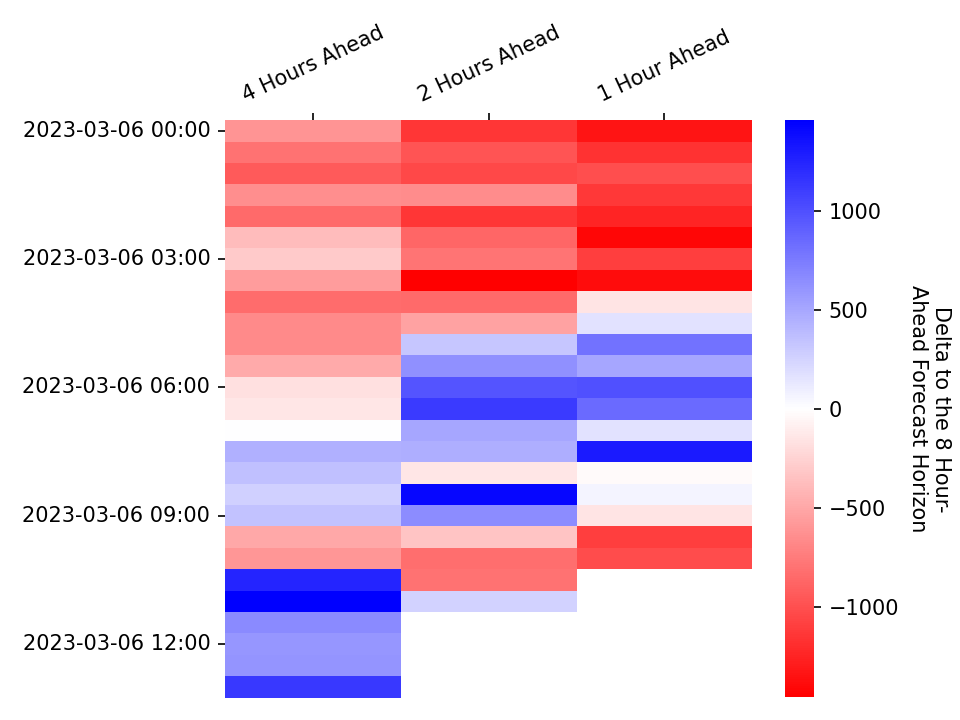 4 Hours Ahead
2 Hours Ahead
1 Hour Ahead
2023-03-06 00:00
2023-03-06 03:00
2023-03-06 06:00
2023-03-06 09:00
2023-03-06 12:00
1000
500
0
−500
−1000
Delta to the 8 Hour-
Ahead Forecast Horizon